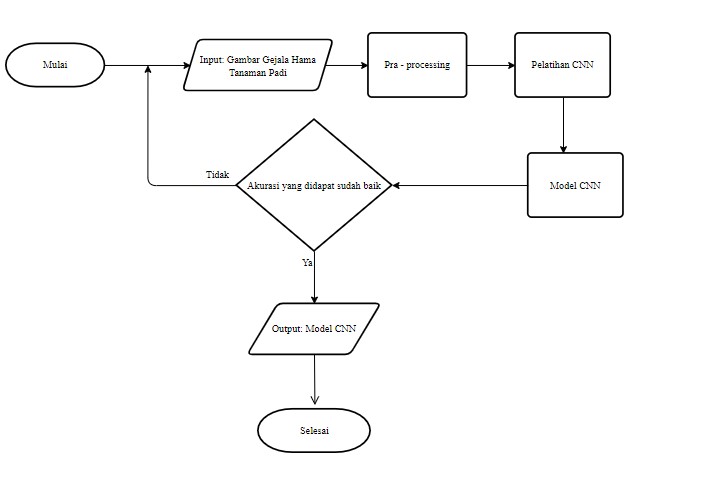 Mulai
Input: Gambar Gejala Hama
Tanaman Padi
Pra - processing
Pelatihan CNN
Model CNN
Akurasi yang didapat sudah baik
Tidak
Ya
Output: Model CNN
Selesai